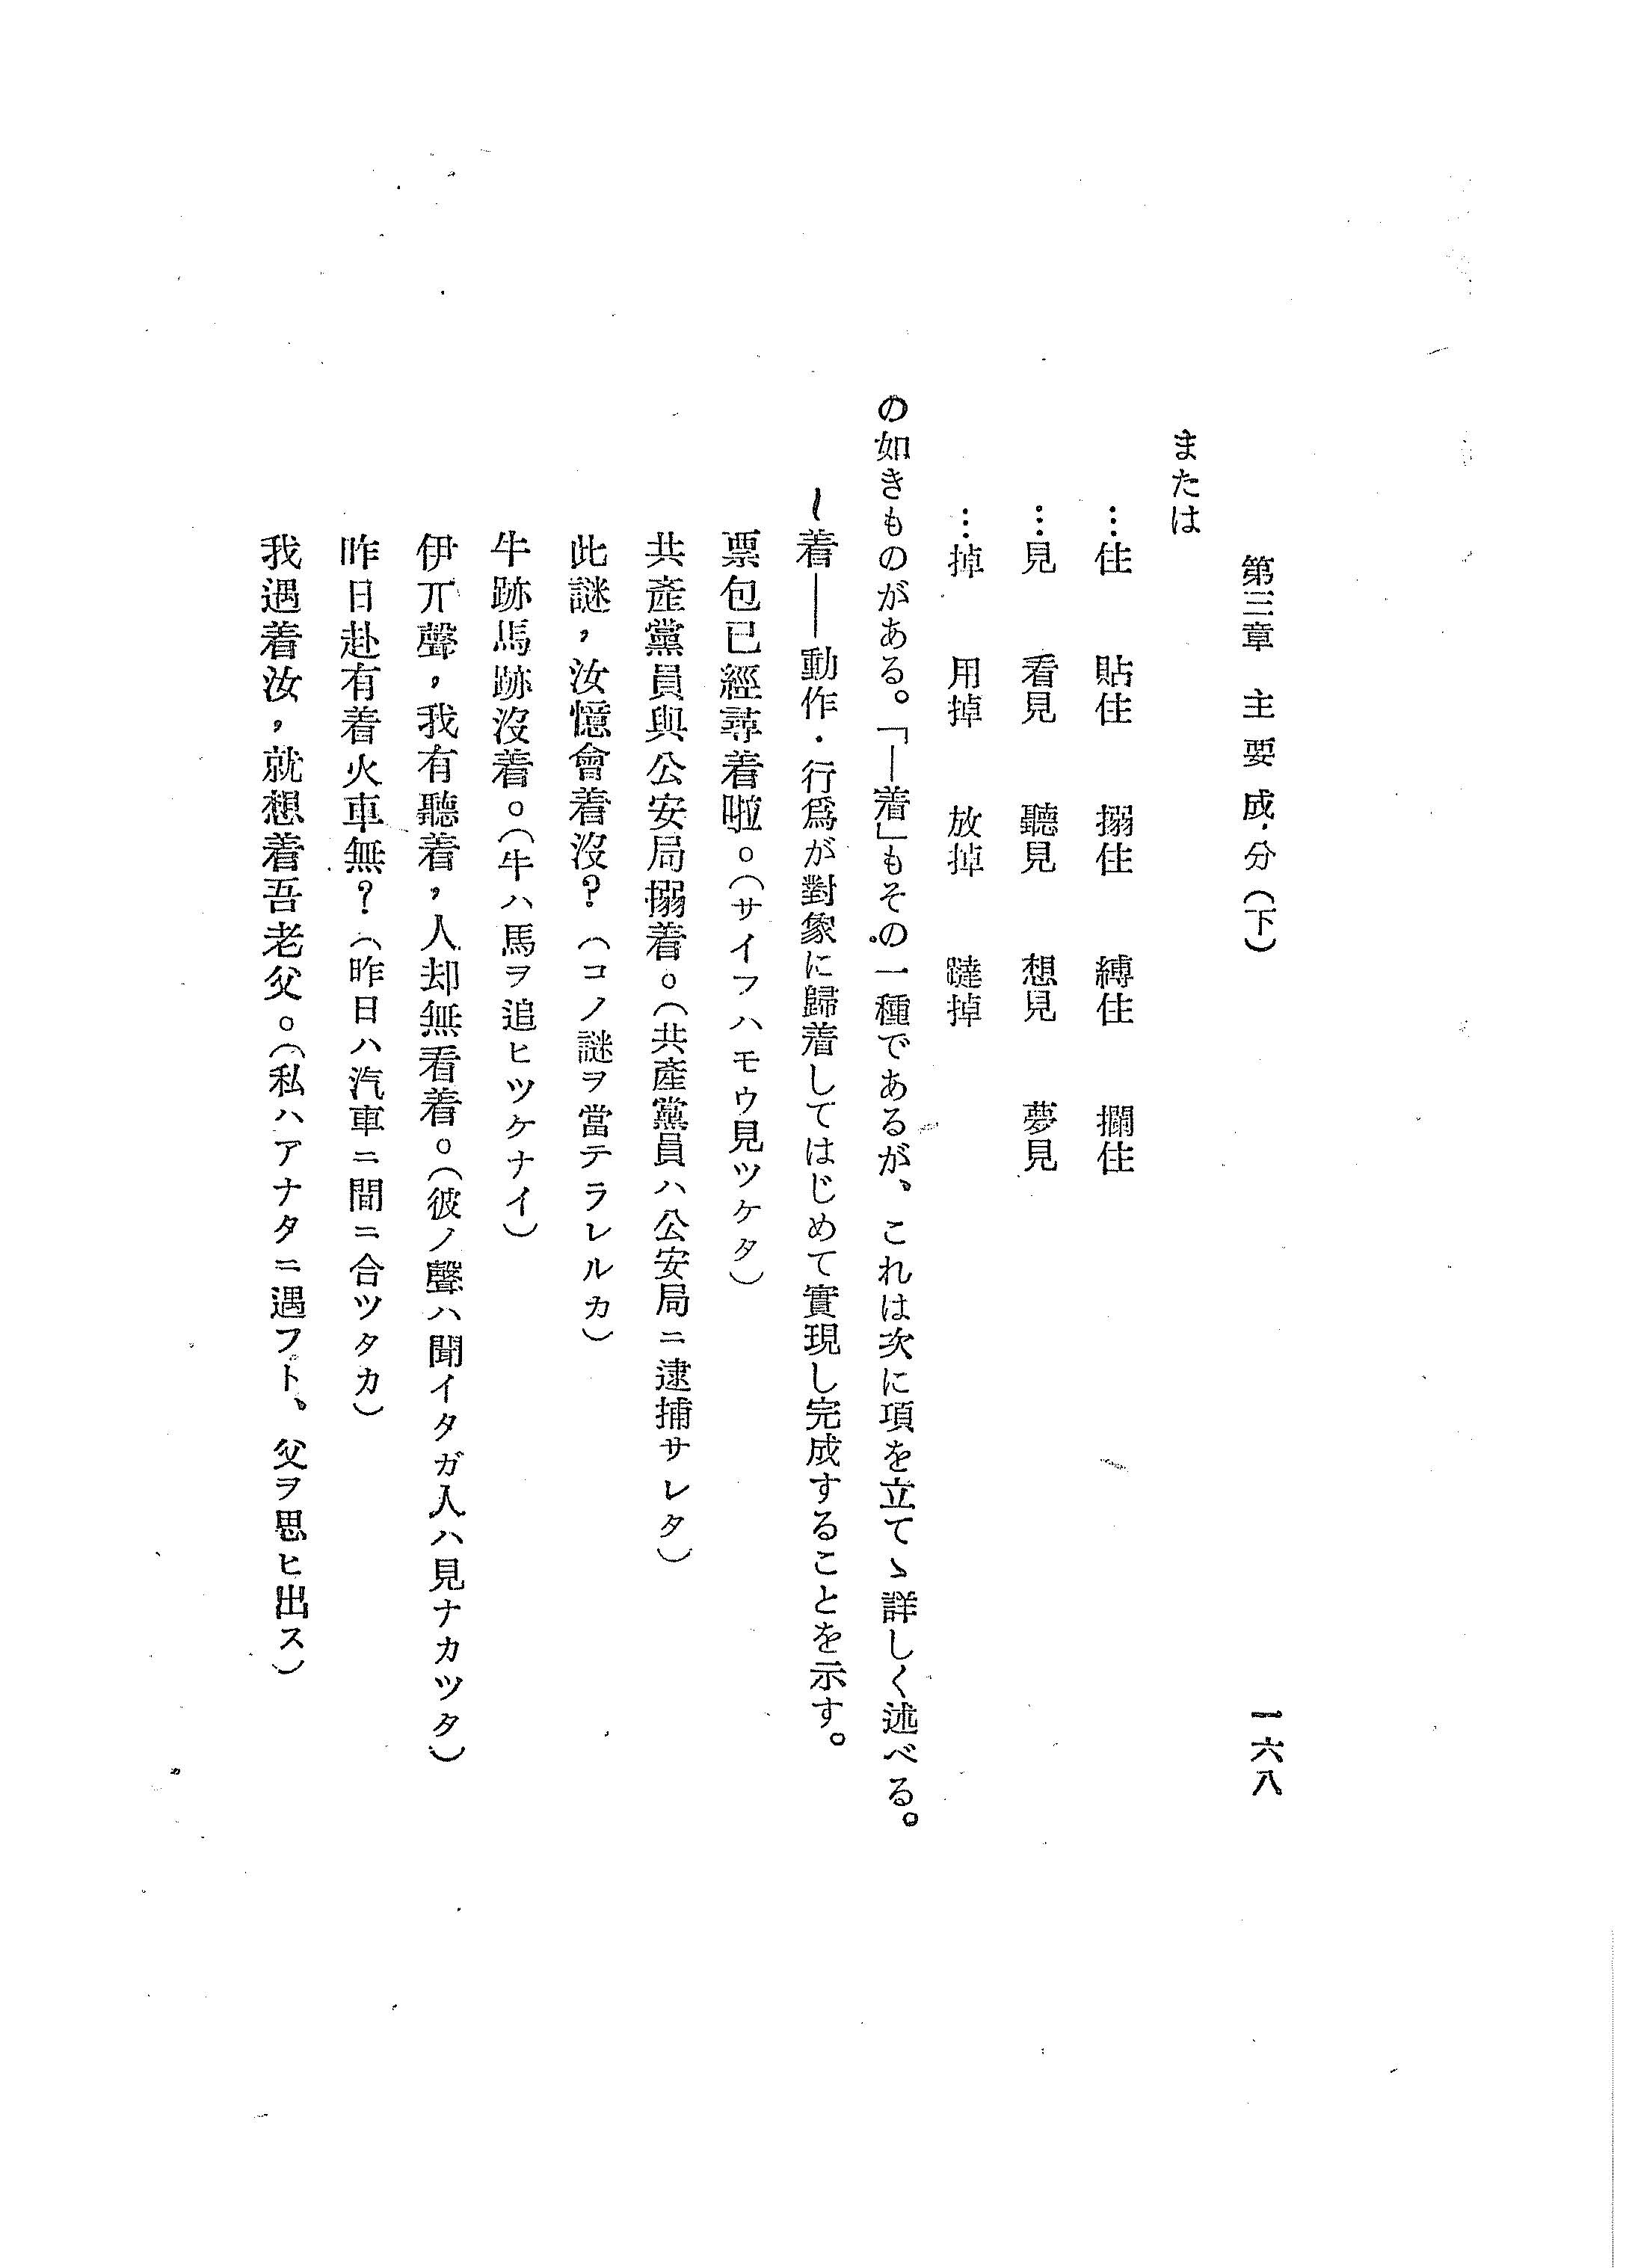 第三章　主要成分（下）
一六八
または
…住　貼住　搦住　縛住　攔住
…見　看見　聽見　想見　夢見
…掉　用掉　放掉　躂掉
の如きものがある。「―着」もその一種であるが、これは次に項を立てゝ詳しく述べる。
～着――動作・行爲が對象に歸着してはじめて實現し完成することを示す。
票包已經尋着啦。（サイフハモウ見ツケタ）
共產黨員與公安局搦着。（共產黨員ハ公安局ニ逮捕サレタ）
此謎，汝憶會着沒？（コノ謎ヲ當テラレルカ）
牛跡馬跡沒着。（牛ハ馬ヲ追ヒツケナイ）
伊丌聲，我有聽着，人却無看着。（彼ノ聲ハ聞イタガ人ハ見ナカツタ）
昨日赴有着火車無？（昨日ハ汽車ニ間ニ合ツタカ）
我遇着汝，就想着吾老父。（私ハアナタニ遇フト、父ヲ思ヒ出ス）